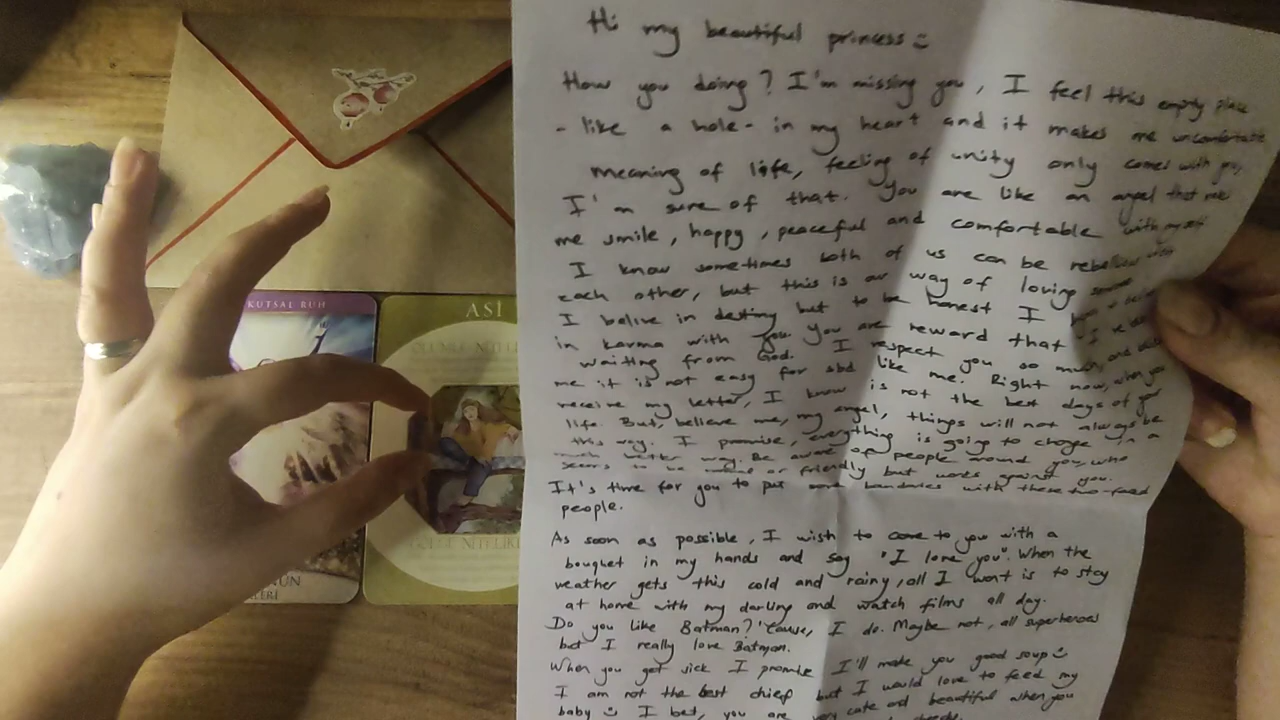 Hi my beautiful princess
How you doing? I'm missing you, I feel this empty place
- like a hole - in my heart and it makes me uncomfortable
meaning of life, feeling of unity only comes with you,
I'm sure of that. You are like an angel that make
me smile, happy, peaceful and comfortable with myself
I know sometimes both of us can be rebellious with
each other, but this is our way of loving
I belive in destiny but to be honest I
in karma with you. You are reward that I've been
waiting from God. I respect you so much and
me it is not easy for sbd like me. Right now, when you
receive my letter, I know is not the best days of your
life. But, believe me, my angel, things will not always be
this way. I promise, everything is going to change in a
much better way. Be aware of people around you, who
seems to be or friendly but works against you.
It's time for you to put some bandaries with these two-faced
people.
As soon as possible, I wish to come to you with a
bouquet in my hands and say "I love you". When the
weather gets this cold and rainy, all I want is to stay
at home with my darling and watch films all day.
Do you like Batman? 'Cause, I do. Maybe not, all superheroes
but I really love Batman.
When you get sick I promise I'll make you good soup
I am not the best chief but I would love to feed my
baby I bet, you are very cute and beautiful when you
KUTSAL RUH
ASİ